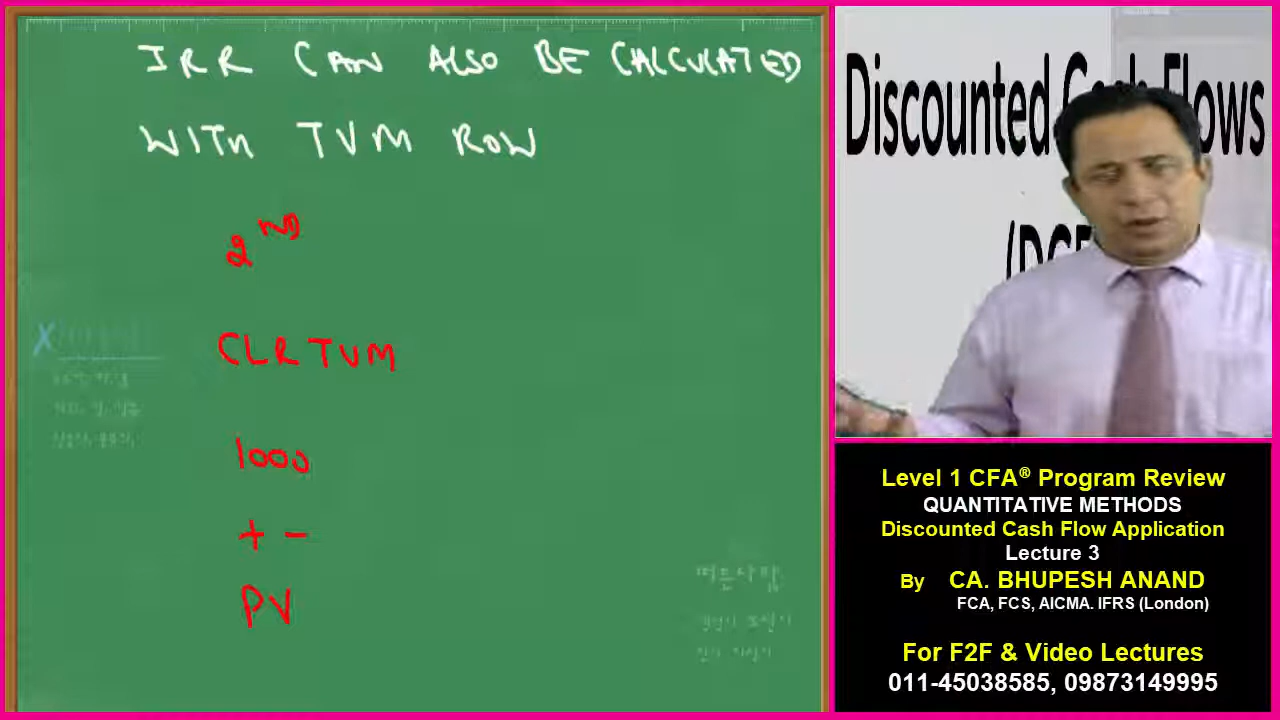 IRR CAN ALSO BE CALCULATED
WITH TVM ROW
2ND
CLR TVM
1000
+ -
PV
Discounted Cash Flows
Level 1 CFA® Program Review
QUANTITATIVE METHODS
Discounted Cash Flow Application
Lecture 3
By CA. BHUPESH ANAND
FCA, FCS, AICMA. IFRS (London)
For F2F & Video Lectures
011-45038585, 09873149995